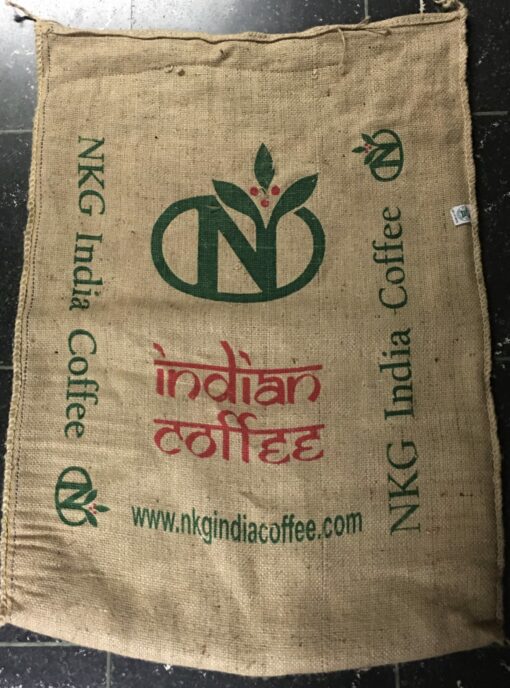 NKG India Coffee
N
indian
coffee
www.nkgindiacoffee.com
NKG India Coffee